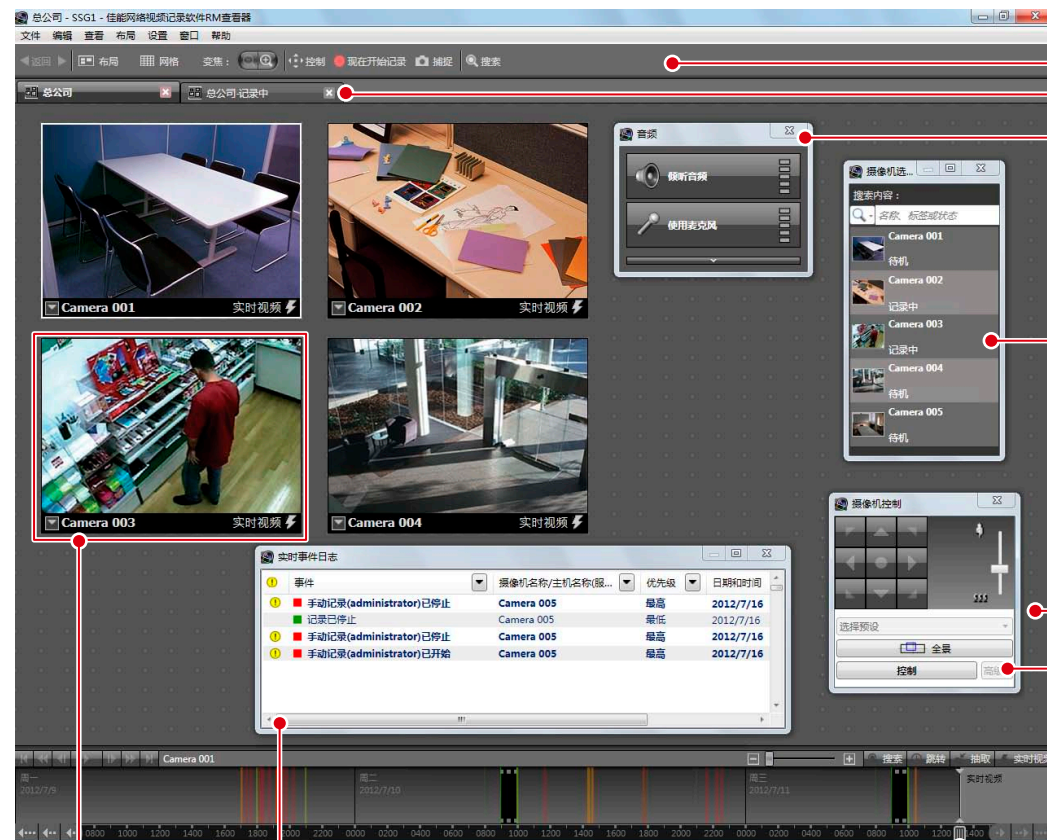 总公司 - SSG1 - 佳能网络视频记录软件RM查看器
文件 编辑 查看 布局 设置 窗口 帮助
返回 布局 网格 变焦： 控制 现在开始记录 捕捉 搜索
总公司 总公司-记录中
音频
倾听音频
使用麦克风
摄像机选...
搜索内容：
名称、标签或状态
Camera 001
待机
Camera 002
记录中
Camera 003
记录中
Camera 004
待机
Camera 005
待机
Camera 001 实时视频
Camera 002 实时视频
Camera 003 实时视频
Camera 004 实时视频
摄像机控制
选择预设
全景
控制
实时事件日志
事件 摄像机名称/主机名称(服... 优先级 日期和时间
手动记录(administrator)已停止 Camera 005 最高 2012/7/16
记录已停止 Camera 005 最低 2012/7/16
手动记录(administrator)已停止 Camera 005 最高 2012/7/16
手动记录(administrator)已开始 Camera 005 最高 2012/7/16
Camera 001 搜索 跳转 抽取 实时视频
周一 周二 周三 实时视频
2012/7/9 2012/7/10 2012/7/11
0800 1000 1200 1400 1600 1800 2000 2200 0000 0200 0400 0600 0800 1000 1200 1400 1600 1800 2000 2200 0000 0200 0400 0600 0800 1000 1200 1400